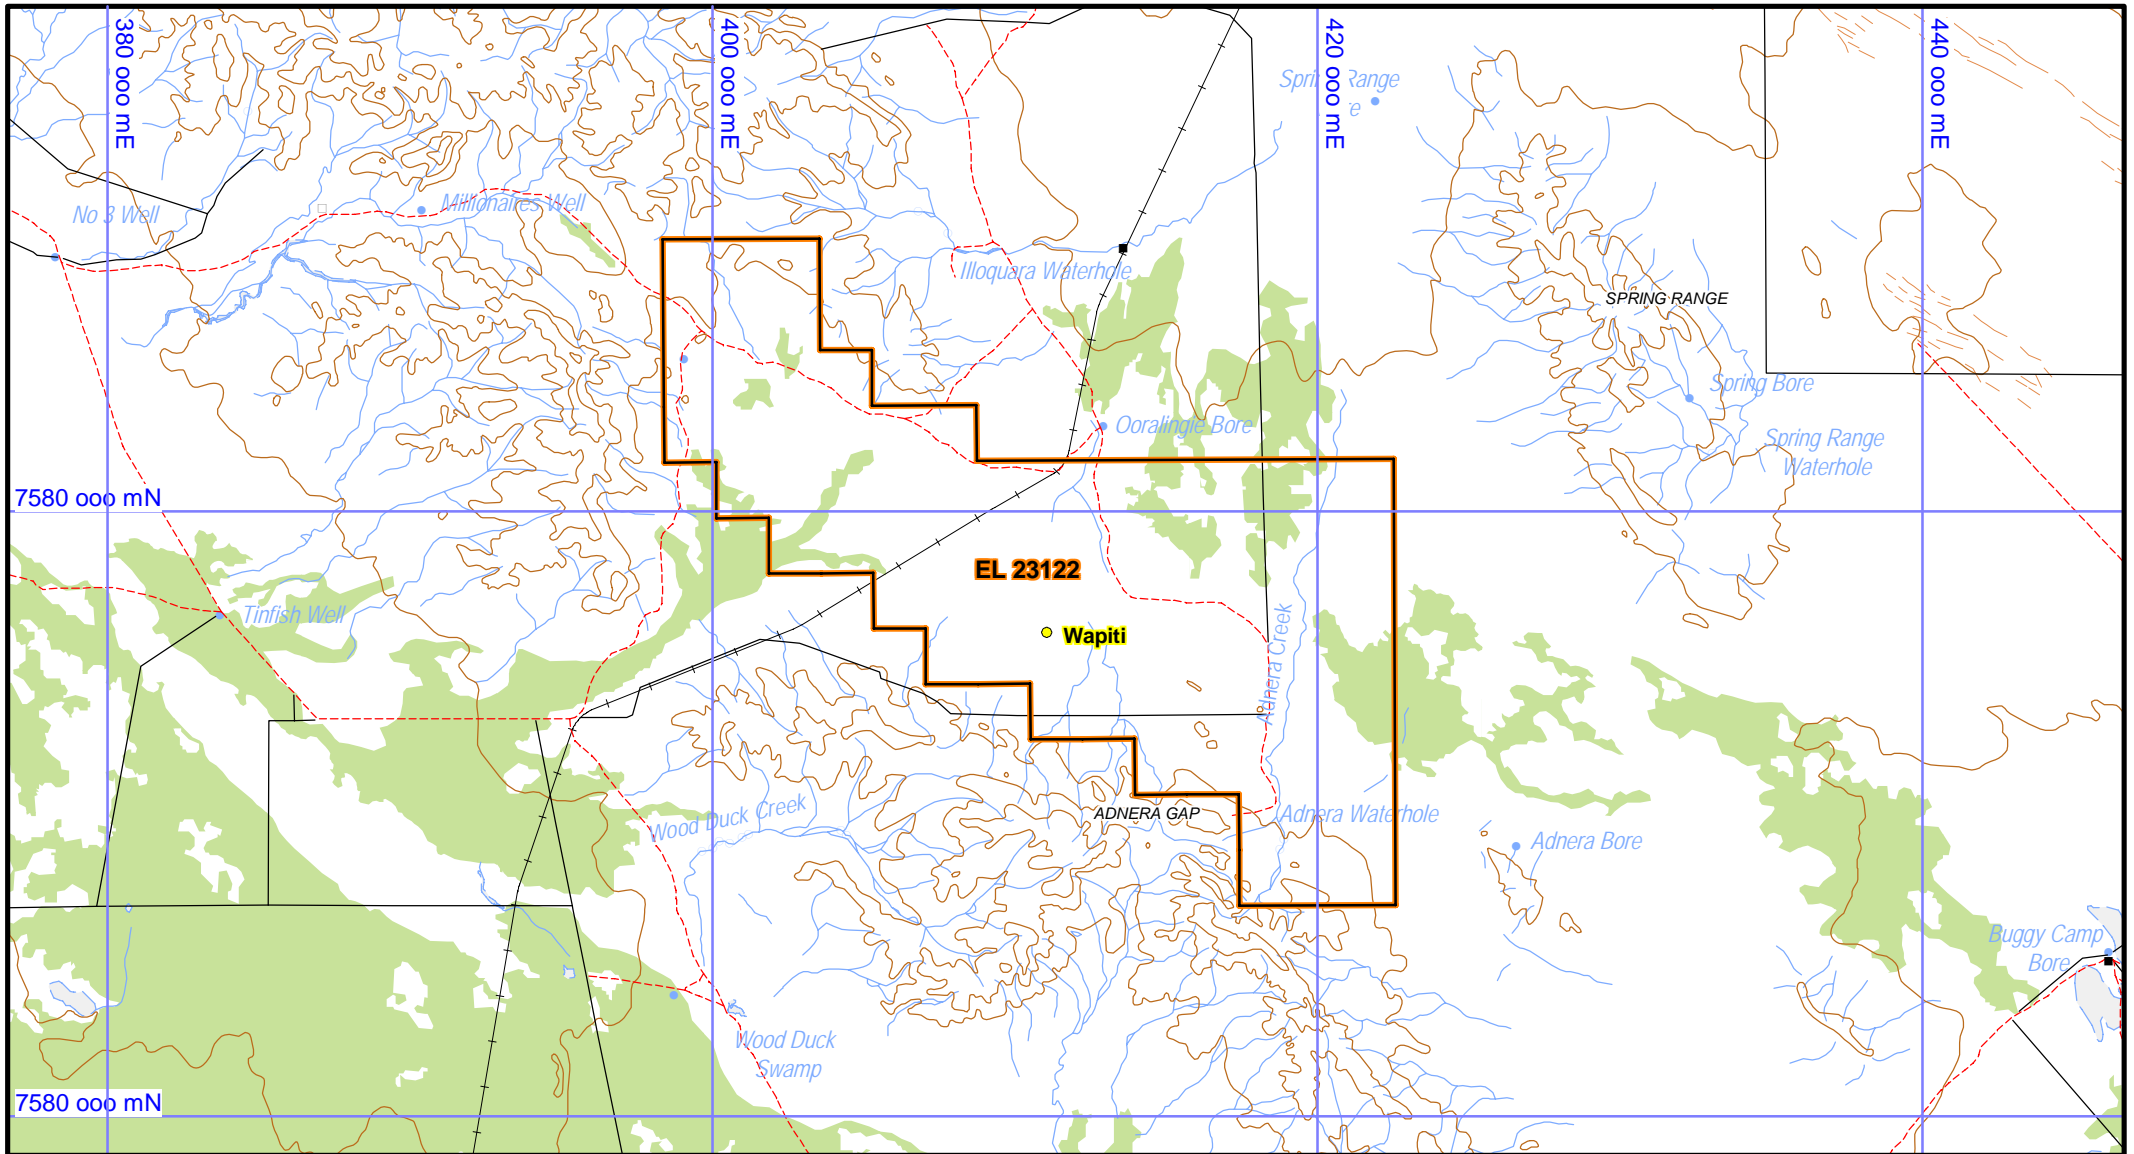 380 000 mE
400 000 mE
420 000 mE
440 000 mE
Range
No 3 Well
Millionaires Well
Illoquara Waterhole
SPRING RANGE
Spring Bore
Ooralingie Bore
Spring Range
Waterhole
7580 000 mN
EL 23122
Tinfish Well
Wapiti
Adnera Creek
Wood Duck Creek
ADNERA GAP
Adnera Waterhole
Adnera Bore
Buggy Camp
Bore
Wood Duck
Swamp
7580 000 mN